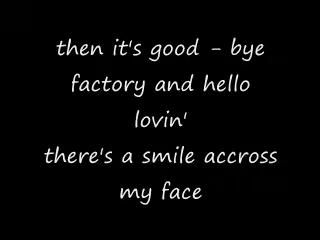 then it's good - bye
factory and hello
lovin'
there's a smile accross
my face